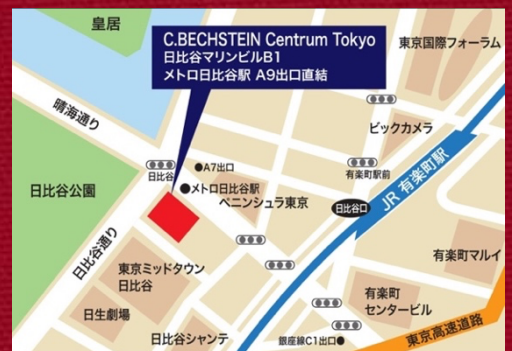 皇居
C.BECHSTEIN Centrum Tokyo
日比谷マリンビルB1
メトロ日比谷駅 A9出口直結
東京国際フォーラム
晴海通り
ビックカメラ
日比谷
●A7出口
有楽町駅前
JR 有楽町駅
日比谷公園
●メトロ日比谷駅
ペニンシュラ東京
日比谷口
日比谷通り
東京ミッドタウン
日比谷
有楽町マルイ
日生劇場
有楽町
センタービル
日比谷シャンテ
銀座線C1出口●
東京高速道路